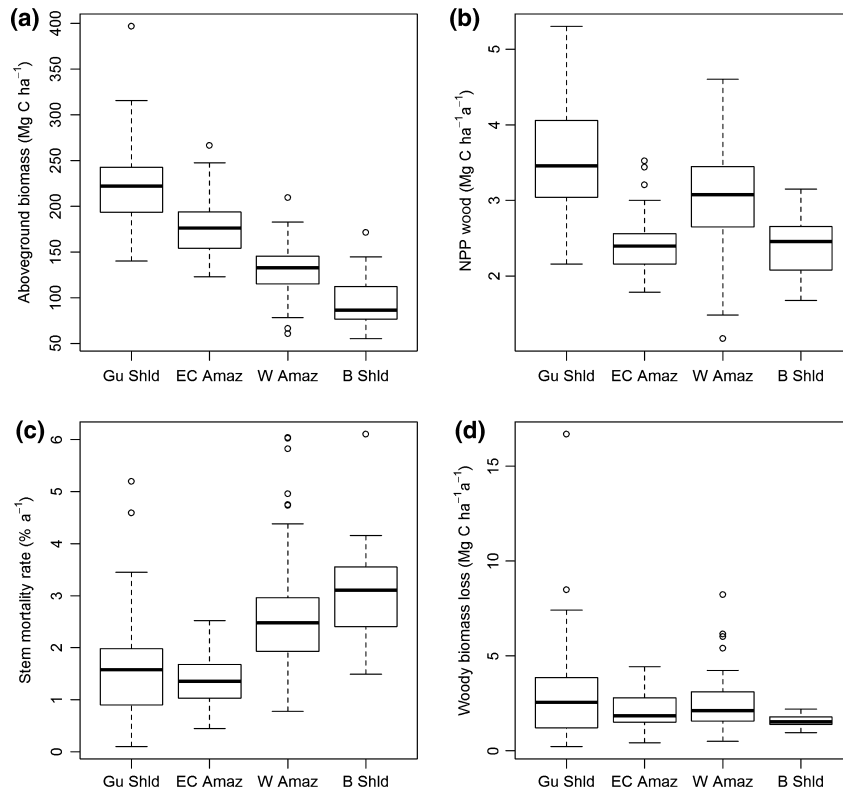 (a)
Aboveground biomass (Mg C ha⁻¹)
400
350
300
250
200
150
100
50
Gu Shld EC Amaz W Amaz B Shld
(b)
NPP wood (Mg C ha⁻¹a⁻¹)
5
4
3
2
Gu Shld EC Amaz W Amaz B Shld
(c)
Stem mortality rate (% a⁻¹)
6
5
4
3
2
1
0
Gu Shld EC Amaz W Amaz B Shld
(d)
Woody biomass loss (Mg C ha⁻¹a⁻¹)
15
10
5
0
Gu Shld EC Amaz W Amaz B Shld